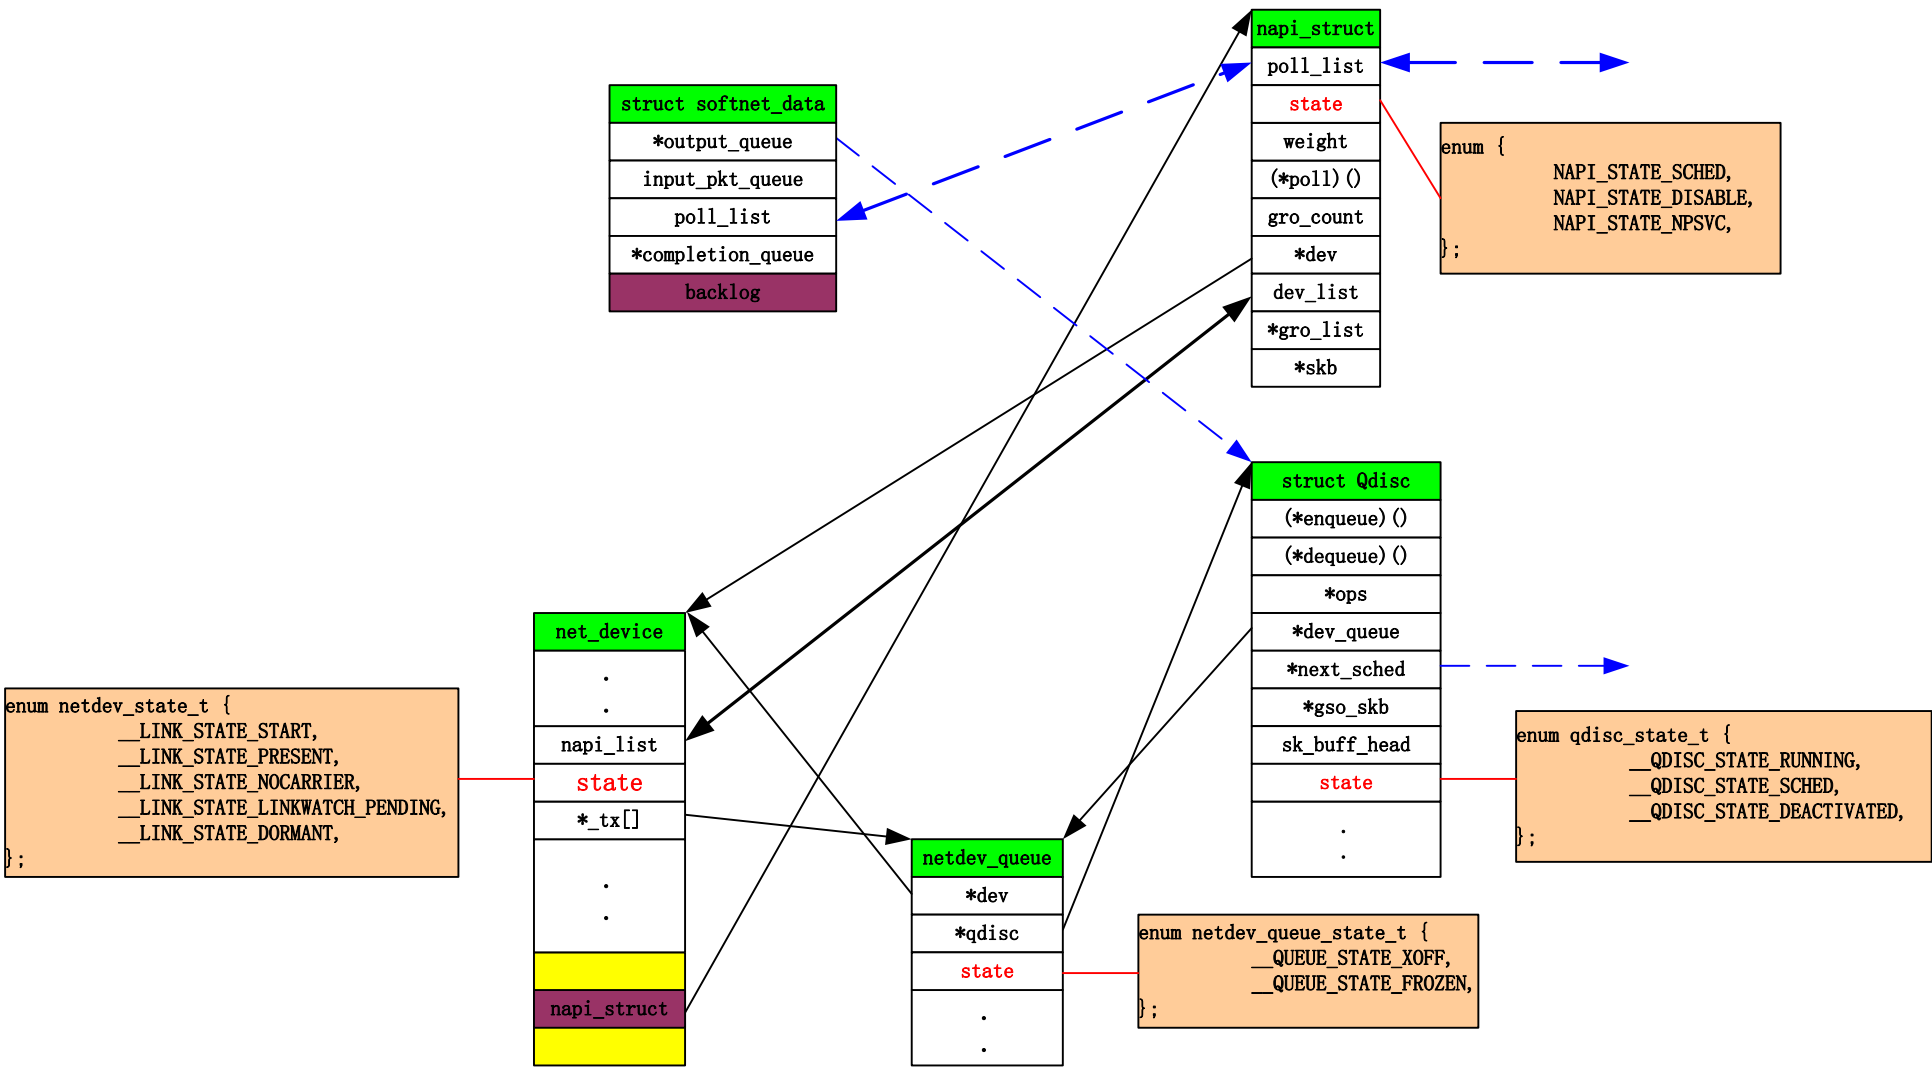 napi_struct
poll_list
state
weight
(*poll)()
gro_count
*dev
dev_list
*gro_list
*skb
struct softnet_data
*output_queue
input_pkt_queue
poll_list
*completion_queue
backlog
enum {
NAPI_STATE_SCHED,
NAPI_STATE_DISABLE,
NAPI_STATE_NPSVC,
};
struct Qdisc
(*enqueue)()
(*dequeue)()
*ops
*dev_queue
*next_sched
*gso_skb
sk_buff_head
state
.
.
net_device
.
.
napi_list
state
*_tx[]
.
.
napi_struct
enum netdev_state_t {
__LINK_STATE_START,
__LINK_STATE_PRESENT,
__LINK_STATE_NOCARRIER,
__LINK_STATE_LINKWATCH_PENDING,
__LINK_STATE_DORMANT,
};
enum qdisc_state_t {
__QDISC_STATE_RUNNING,
__QDISC_STATE_SCHED,
__QDISC_STATE_DEACTIVATED,
};
netdev_queue
*dev
*qdisc
state
.
.
enum netdev_queue_state_t {
__QUEUE_STATE_XOFF,
__QUEUE_STATE_FROZEN,
};